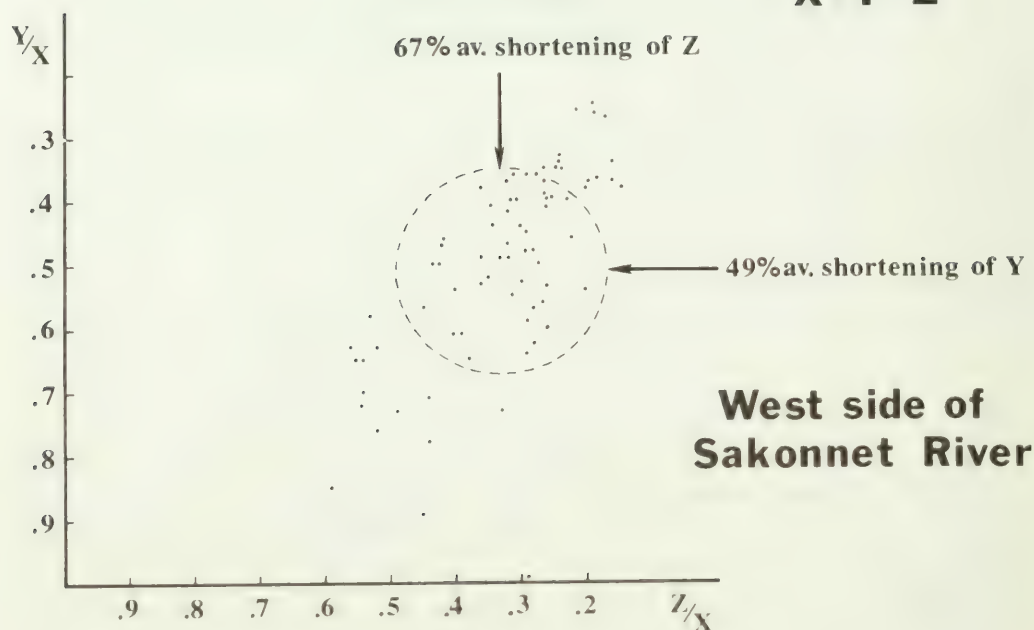 Y/X
67% av. shortening of Z
.3
.4
.5
49% av. shortening of Y
.6
.7
West side of
Sakonnet River
.8
.9
.9 .8 .7 .6 .5 .4 .3 .2 Z/X